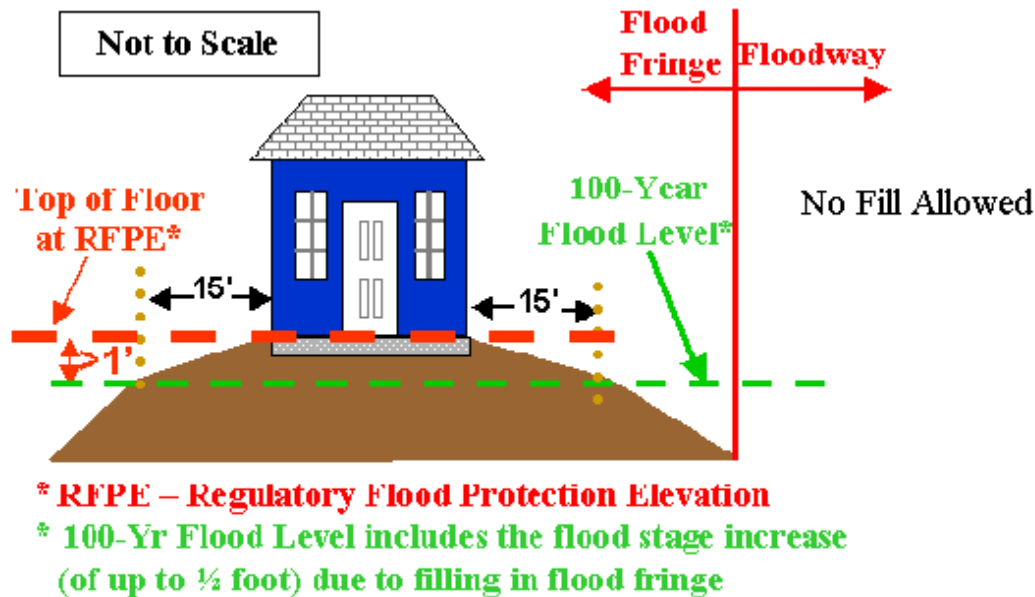 Not to Scale
Flood
Fringe
Floodway
100-Year
Flood Level*
No Fill Allowed
Top of Floor
at RFPE*
15'
15'
>1'
* RFPE – Regulatory Flood Protection Elevation
* 100-Yr Flood Level includes the flood stage increase
(of up to ½ foot) due to filling in flood fringe